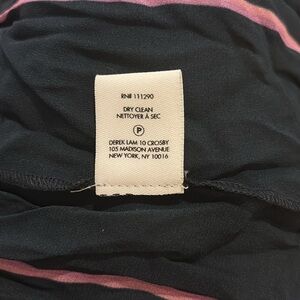 RN# 111290
DRY CLEAN
NETTOYER À SEC
P
DEREK LAM 10 CROSBY
105 MADISON AVENUE
NEW YORK, NY 10016